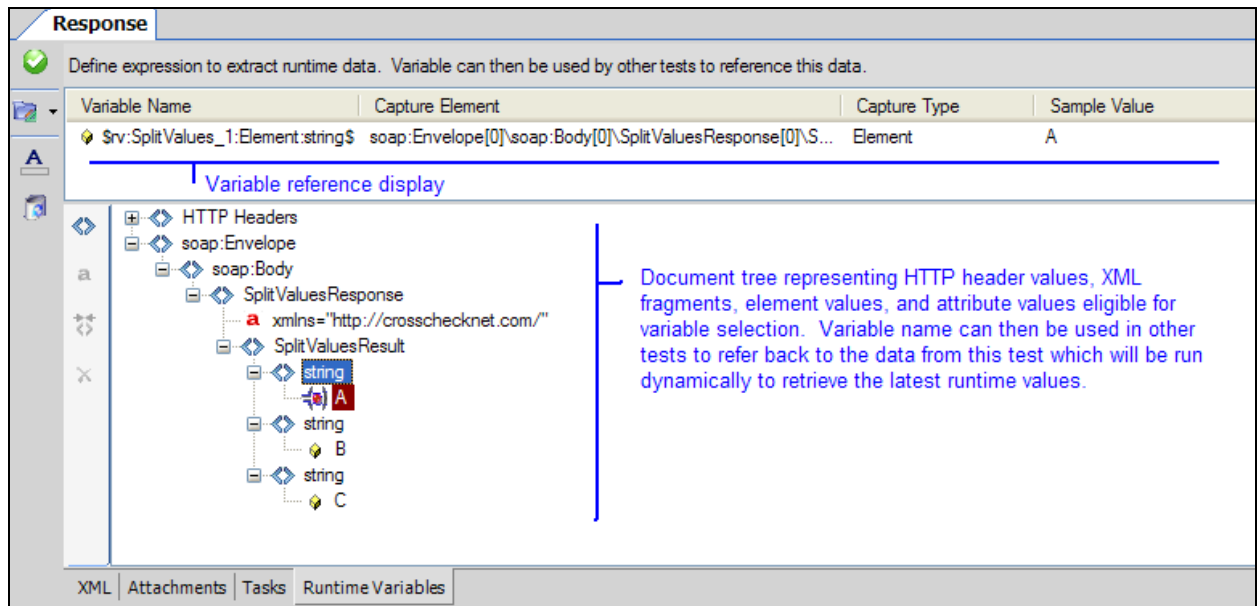 Response
Define expression to extract runtime data. Variable can then be used by other tests to reference this data.
Variable Name Capture Element Capture Type Sample Value
$rv:SplitValues_1:Element:string$ soap:Envelope[0]\soap:Body[0]\SplitValuesResponse[0]\S... Element A
Variable reference display
HTTP Headers
soap:Envelope
soap:Body
SplitValuesResponse
a xmlns="http://crosschecknet.com/"
SplitValuesResult
string
A
string
B
string
C
Document tree representing HTTP header values, XML
fragments, element values, and attribute values eligible for
variable selection. Variable name can then be used in other
tests to refer back to the data from this test which will be run
dynamically to retrieve the latest runtime values.
A
a
XML Attachments Tasks Runtime Variables